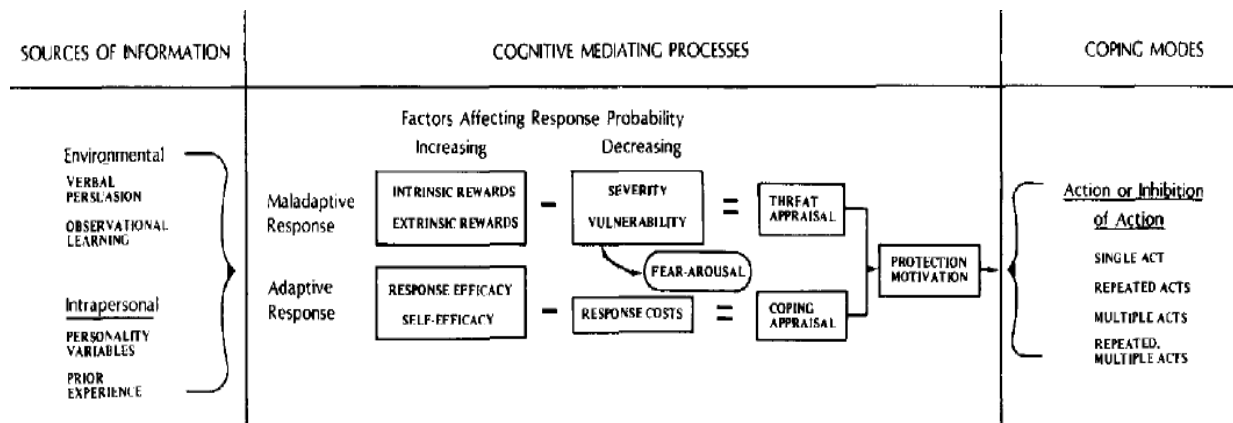 SOURCES OF INFORMATION
COGNITIVE MEDIATING PROCESSES
COPING MODES
Factors Affecting Response Probability
Increasing
Decreasing
Environmental
VERBAL
PERSUASION
OBSERVATIONAL
LEARNING
Intrapersonal
PERSONALITY
VARIABLES
PRIOR
EXPERIENCE
Maladaptive
Response
INTRINSIC REWARDS
EXTRINSIC REWARDS
–
SEVERITY
VULNERABILITY
=
THREAT
APPRAISAL
FEAR-AROUSAL
Adaptive
Response
RESPONSE EFFICACY
SELF-EFFICACY
–
RESPONSE COSTS
=
COPING
APPRAISAL
PROTECTION
MOTIVATION
Action or Inhibition
of Action
SINGLE ACT
REPEATED ACTS
MULTIPLE ACTS
REPEATED,
MULTIPLE ACTS